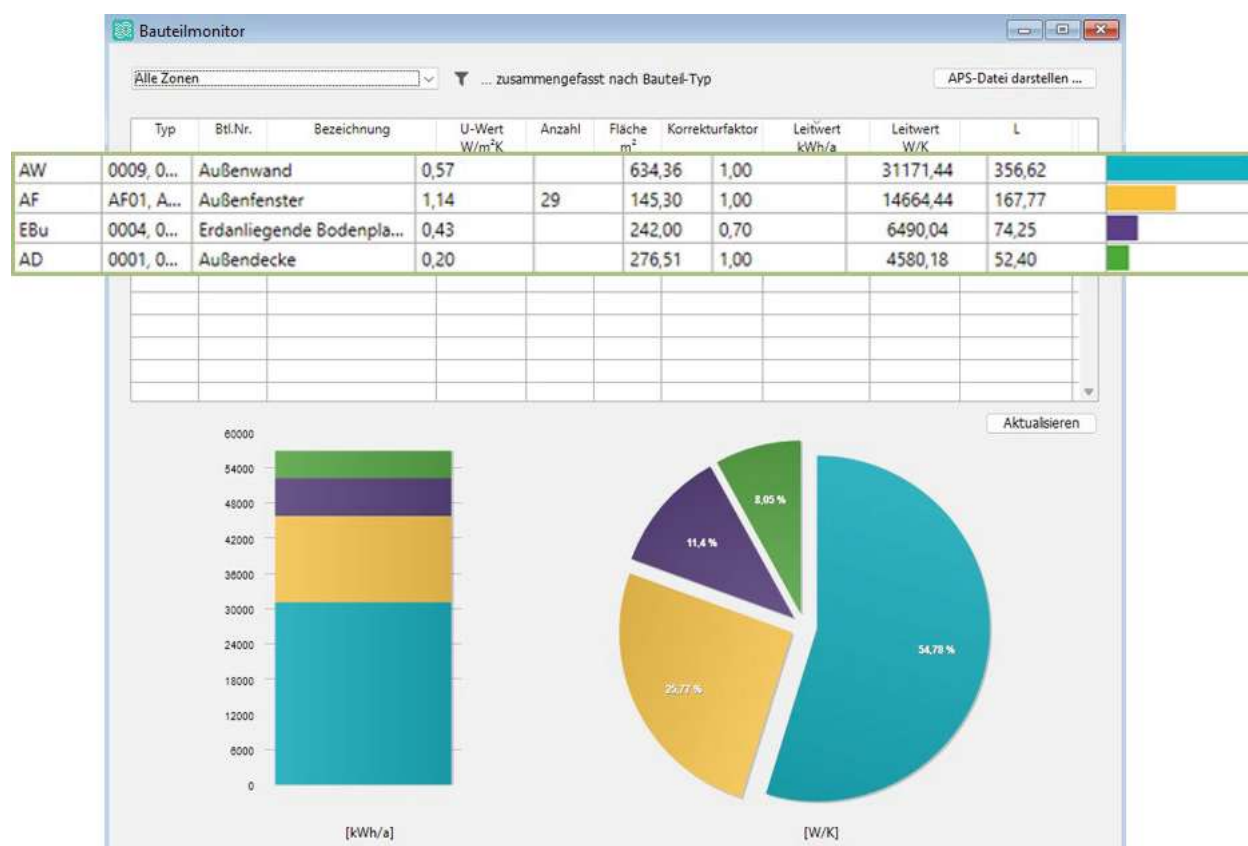 Bauteilmonitor
Alle Zonen
... zusammengefasst nach Bauteil-Typ
APS-Datei darstellen ...
Typ Btl.Nr. Bezeichnung U-Wert Anzahl Fläche Korrekturfaktor Leitwert Leitwert L
W/m²K m² kWh/a W/K
AW 0009, 0... Außenwand 0,57 634,36 1,00 31171,44 356,62
AF AF01, A... Außenfenster 1,14 29 145,30 1,00 14664,44 167,77
EBu 0004, 0... Erdanliegende Bodenpla... 0,43 242,00 0,70 6490,04 74,25
AD 0001, 0... Außendecke 0,20 276,51 1,00 4580,18 52,40
Aktualisieren
60000
54000
48000
42000
36000
30000
24000
18000
12000
6000
0
[kWh/a]
8,05 %
11,4 %
54,78 %
25,77 %
[W/K]